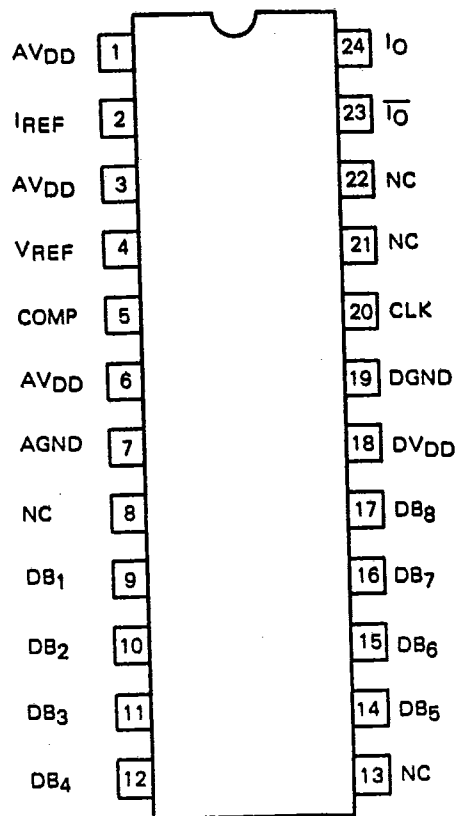 AVDD 1 24 IO
IREF 2 23 IO
AVDD 3 22 NC
VREF 4 21 NC
COMP 5 20 CLK
AVDD 6 19 DGND
AGND 7 18 DVDD
NC 8 17 DB8
DB1 9 16 DB7
DB2 10 15 DB6
DB3 11 14 DB5
DB4 12 13 NC